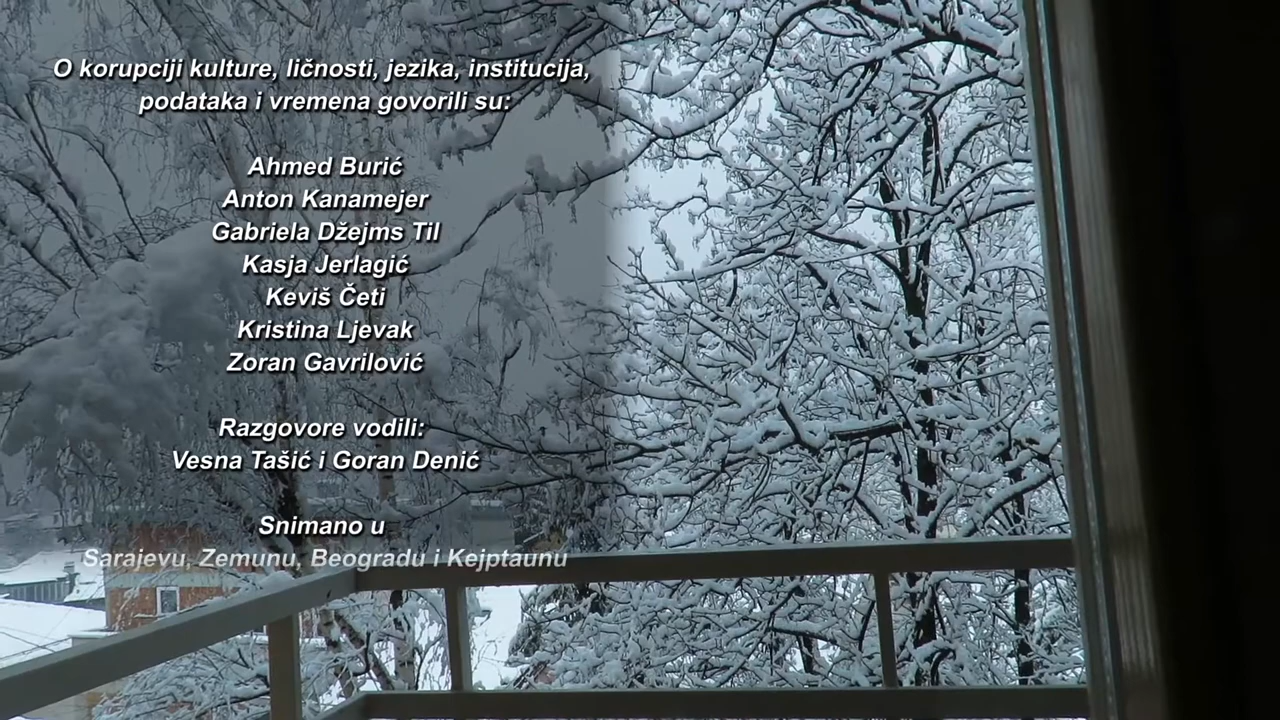 O korupciji kulture, ličnosti, jezika, institucija,
podataka i vremena govorili su:
Ahmed Burić
Anton Kanamejer
Gabriela Džejms Til
Kasja Jerlagić
Keviš Četi
Kristina Ljevak
Zoran Gavrilović
Razgovore vodili:
Vesna Tašić i Goran Denić
Snimano u
Sarajevu, Zemunu, Beogradu i Kejptaunu